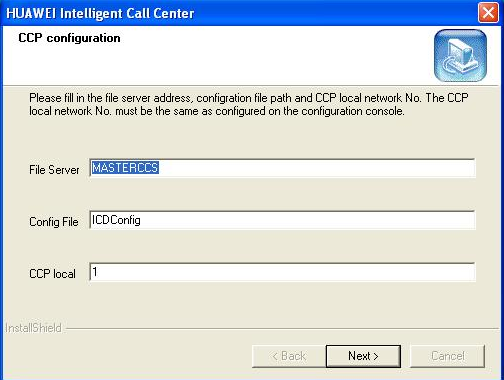 HUAWEI Intelligent Call Center
CCP configuration
Please fill in the file server address, configration file path and CCP local network No. The CCP
local network No. must be the same as configured on the configuration console.
File Server MASTERCCS
Config File ICDConfig
CCP local 1
InstallShield
< Back Next > Cancel